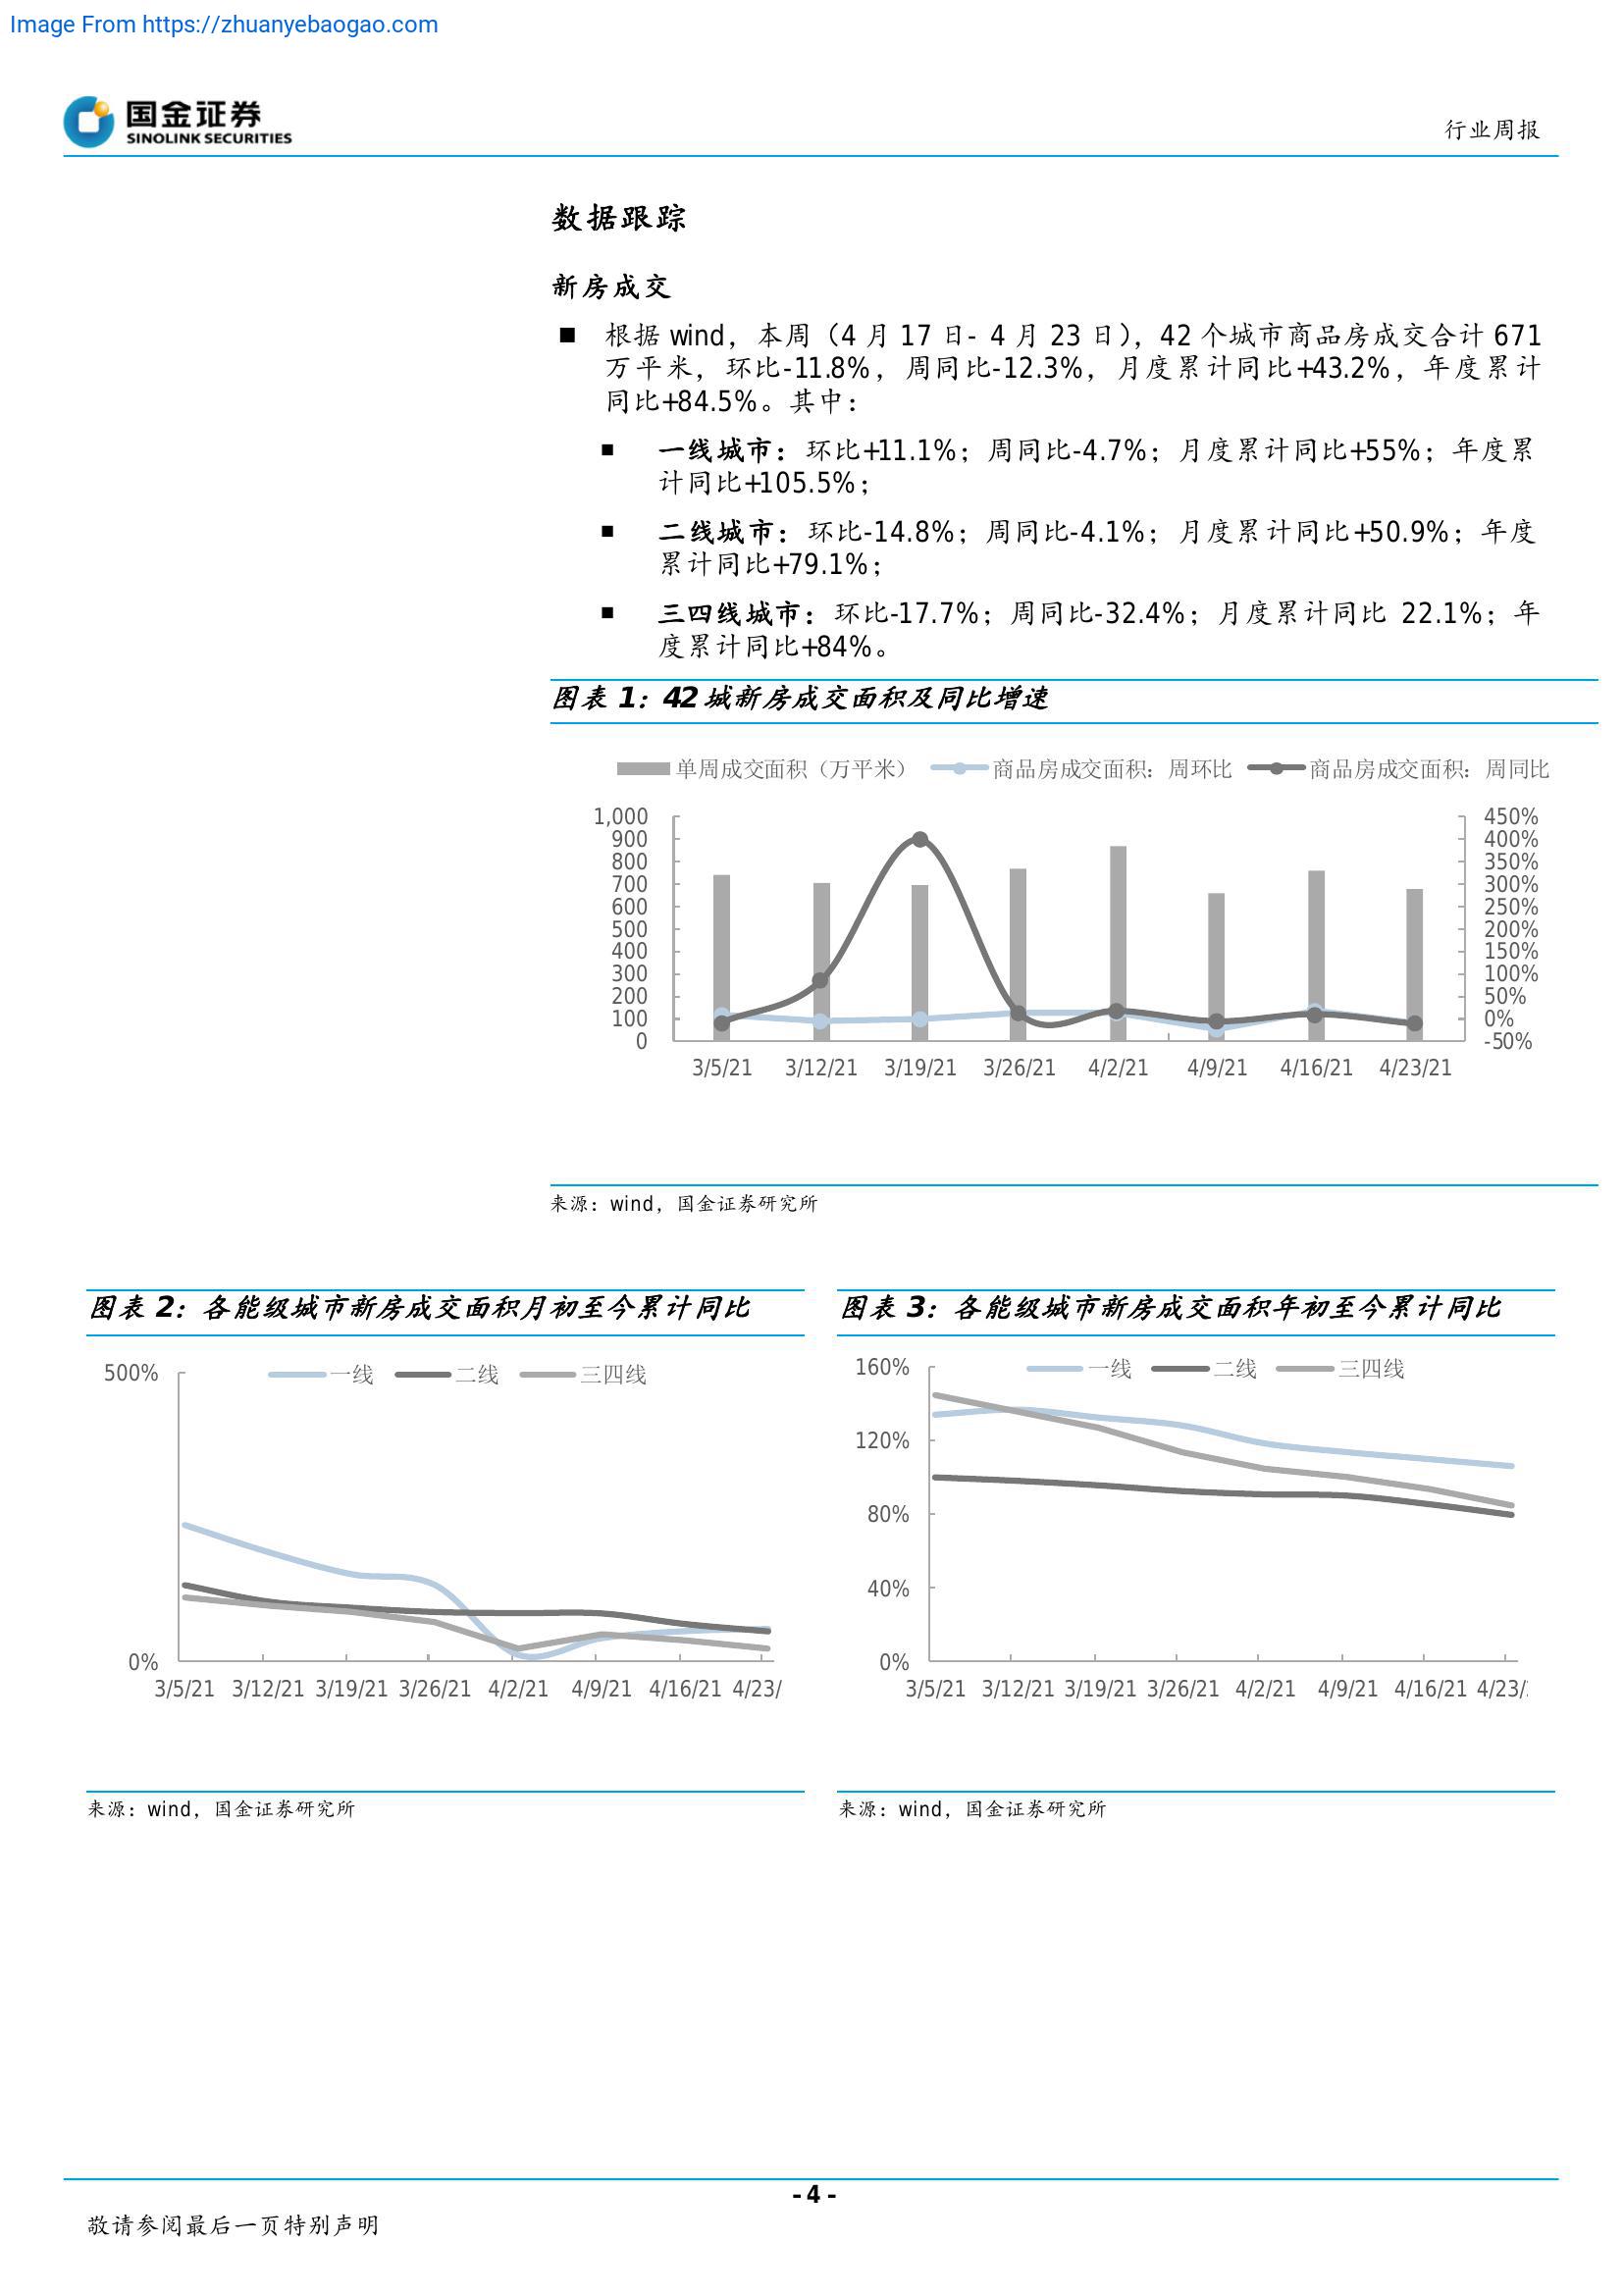 Image From https://zhuanyebaogao.com
国金证券
SINOLINK SECURITIES
行业周报
数据跟踪
新房成交
■ 根据 wind，本周（4 月 17 日- 4 月 23 日），42 个城市商品房成交合计 671
万平米，环比-11.8%，周同比-12.3%，月度累计同比+43.2%，年度累计
同比+84.5%。其中：
■ 一线城市：环比+11.1%；周同比-4.7%；月度累计同比+55%；年度累
计同比+105.5%；
■ 二线城市：环比-14.8%；周同比-4.1%；月度累计同比+50.9%；年度
累计同比+79.1%；
■ 三四线城市：环比-17.7%；周同比-32.4%；月度累计同比 22.1%；年
度累计同比+84%。
图表 1：42 城新房成交面积及同比增速
单周成交面积（万平米） 商品房成交面积：周环比 商品房成交面积：周同比
1,000 450%
900 400%
800 350%
700 300%
600 250%
500 200%
400 150%
300 100%
200 50%
100 0%
0 -50%
3/5/21 3/12/21 3/19/21 3/26/21 4/2/21 4/9/21 4/16/21 4/23/21
来源：wind，国金证券研究所
图表 2：各能级城市新房成交面积月初至今累计同比
500%
一线 二线 三四线
0%
3/5/21 3/12/21 3/19/21 3/26/21 4/2/21 4/9/21 4/16/21 4/23/
来源：wind，国金证券研究所
图表 3：各能级城市新房成交面积年初至今累计同比
160%
一线 二线 三四线
120%
80%
40%
0%
3/5/21 3/12/21 3/19/21 3/26/21 4/2/21 4/9/21 4/16/21 4/23/
来源：wind，国金证券研究所
- 4 -
敬请参阅最后一页特别声明